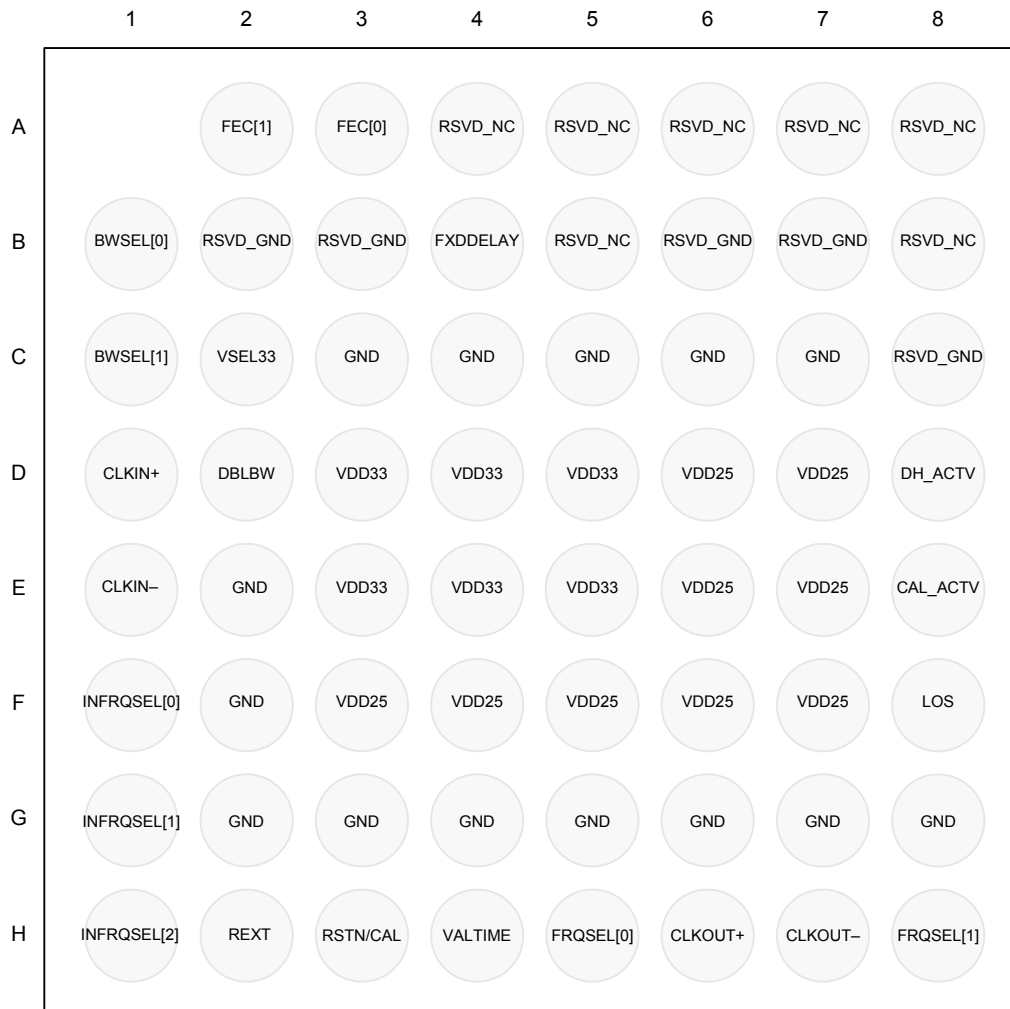 1 2 3 4 5 6 7 8
A FEC[1] FEC[0] RSVD_NC RSVD_NC RSVD_NC RSVD_NC RSVD_NC
B BWSEL[0] RSVD_GND RSVD_GND FXDDELAY RSVD_NC RSVD_GND RSVD_GND RSVD_NC
C BWSEL[1] VSEL33 GND GND GND GND GND RSVD_GND
D CLKIN+ DBLBW VDD33 VDD33 VDD33 VDD25 VDD25 DH_ACTV
E CLKIN– GND VDD33 VDD33 VDD33 VDD25 VDD25 CAL_ACTV
F INFRQSEL[0] GND VDD25 VDD25 VDD25 VDD25 VDD25 LOS
G INFRQSEL[1] GND GND GND GND GND GND GND
H INFRQSEL[2] REXT RSTN/CAL VALTIME FRQSEL[0] CLKOUT+ CLKOUT– FRQSEL[1]